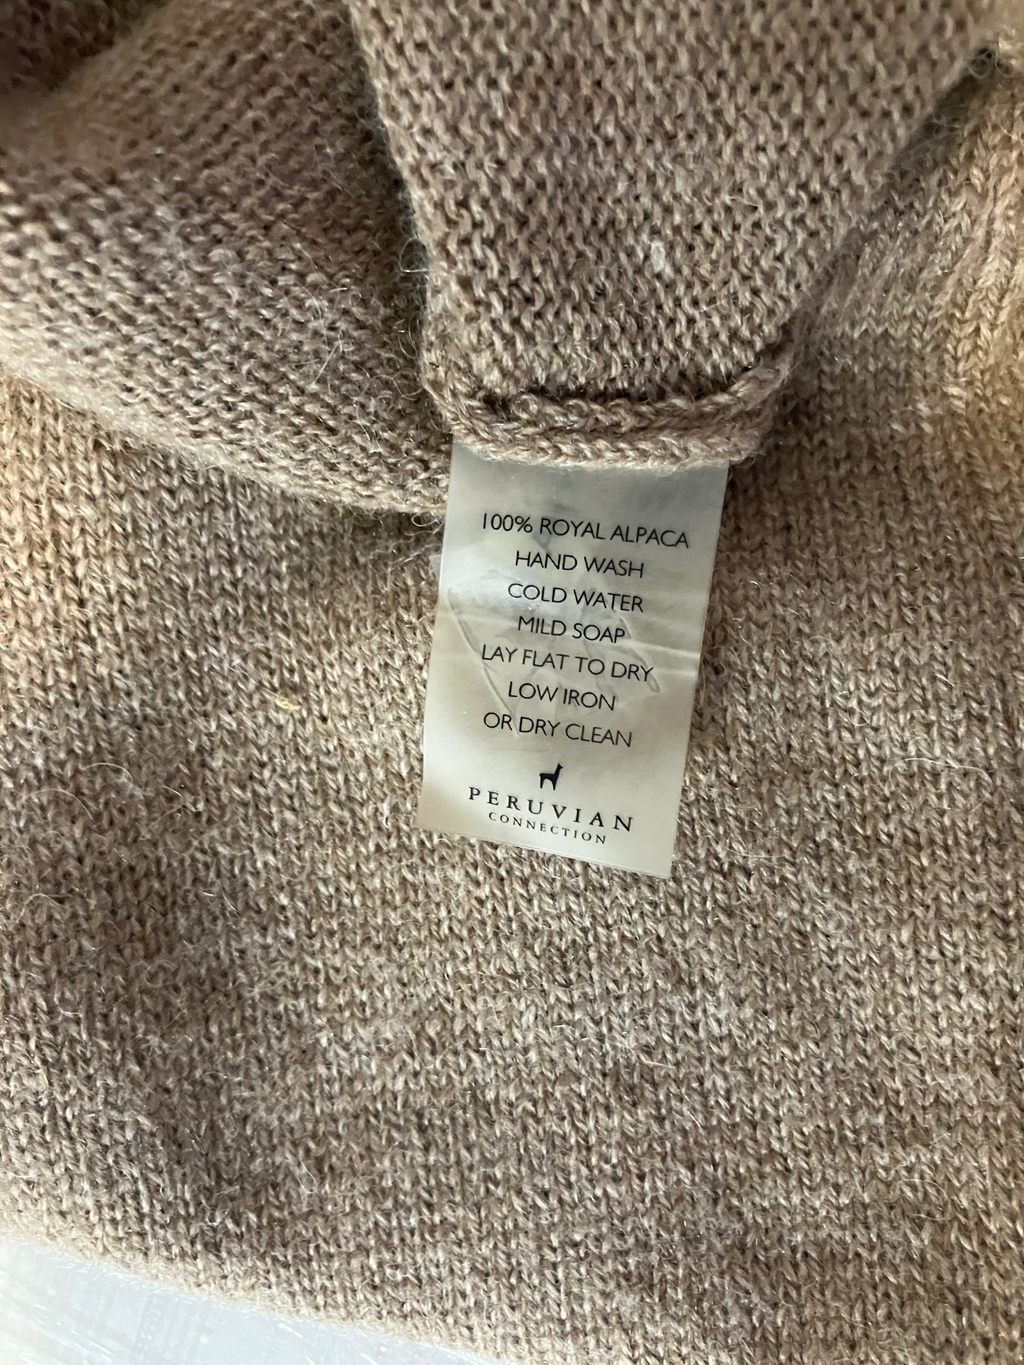 100% ROYAL ALPACA
HAND WASH
COLD WATER
MILD SOAP
LAY FLAT TO DRY
LOW IRON
OR DRY CLEAN
PERUVIAN
CONNECTION